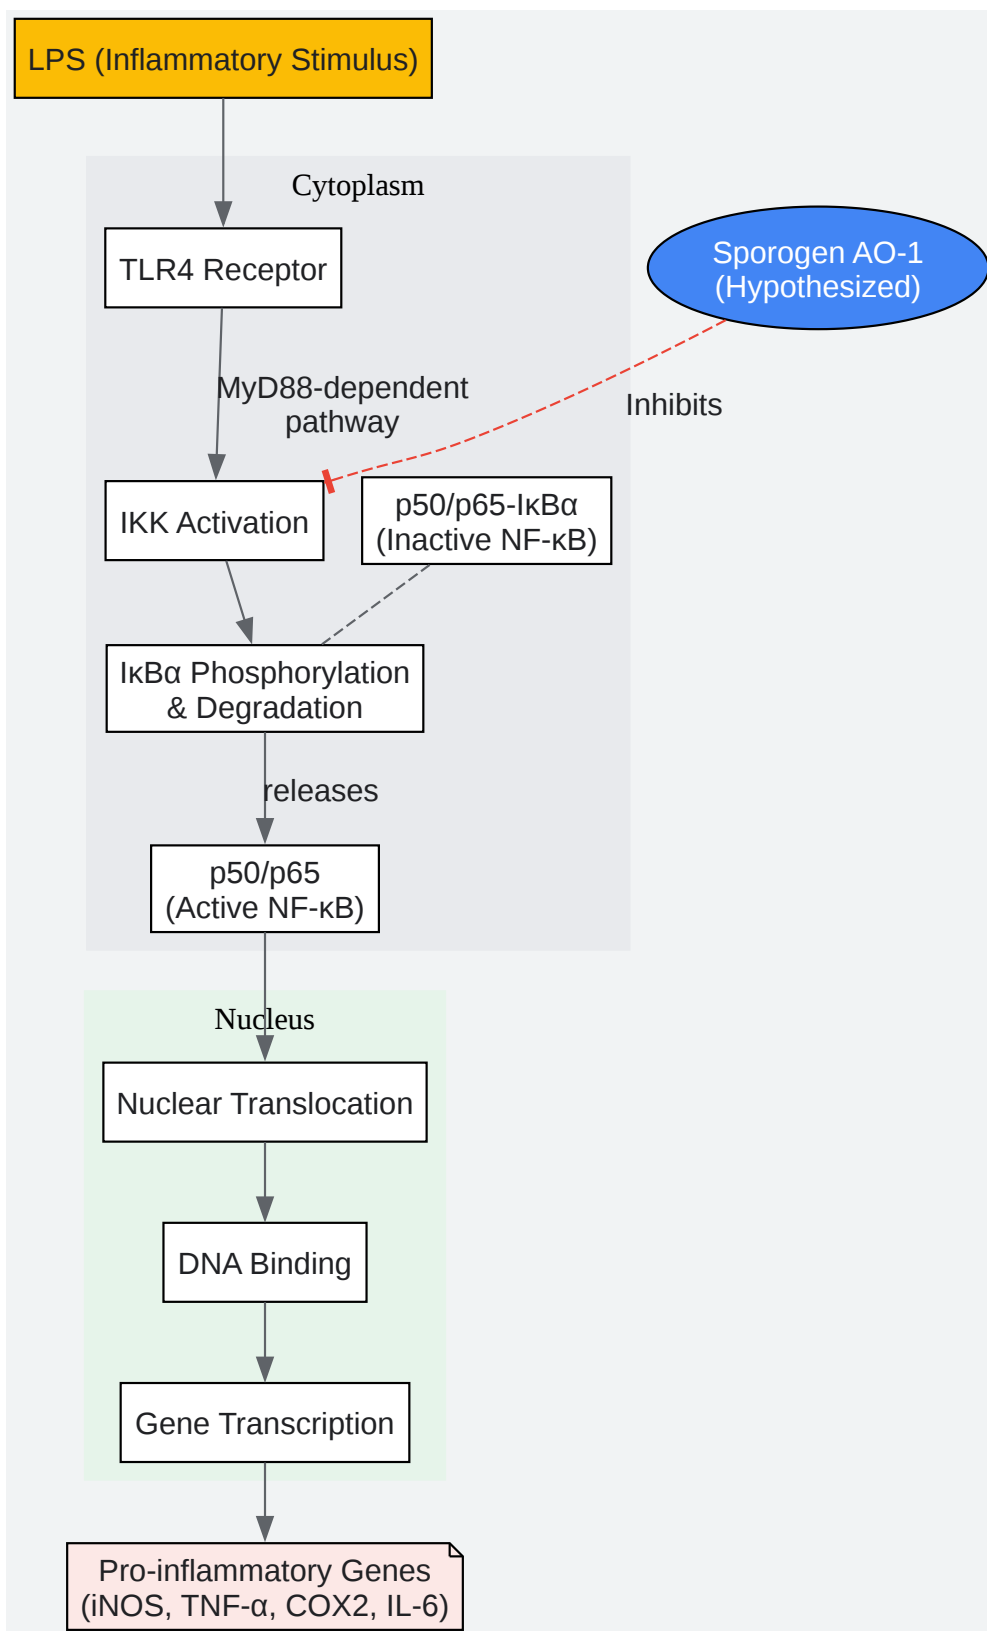 LPS (Inflammatory Stimulus)
Cytoplasm
TLR4 Receptor
Sporogen AO-1
(Hypothesized)
MyD88-dependent
pathway
Inhibits
IKK Activation
p50/p65-IκBα
(Inactive NF-κB)
IκBα Phosphorylation
& Degradation
releases
p50/p65
(Active NF-κB)
Nucleus
Nuclear Translocation
DNA Binding
Gene Transcription
Pro-inflammatory Genes
(iNOS, TNF-α, COX2, IL-6)